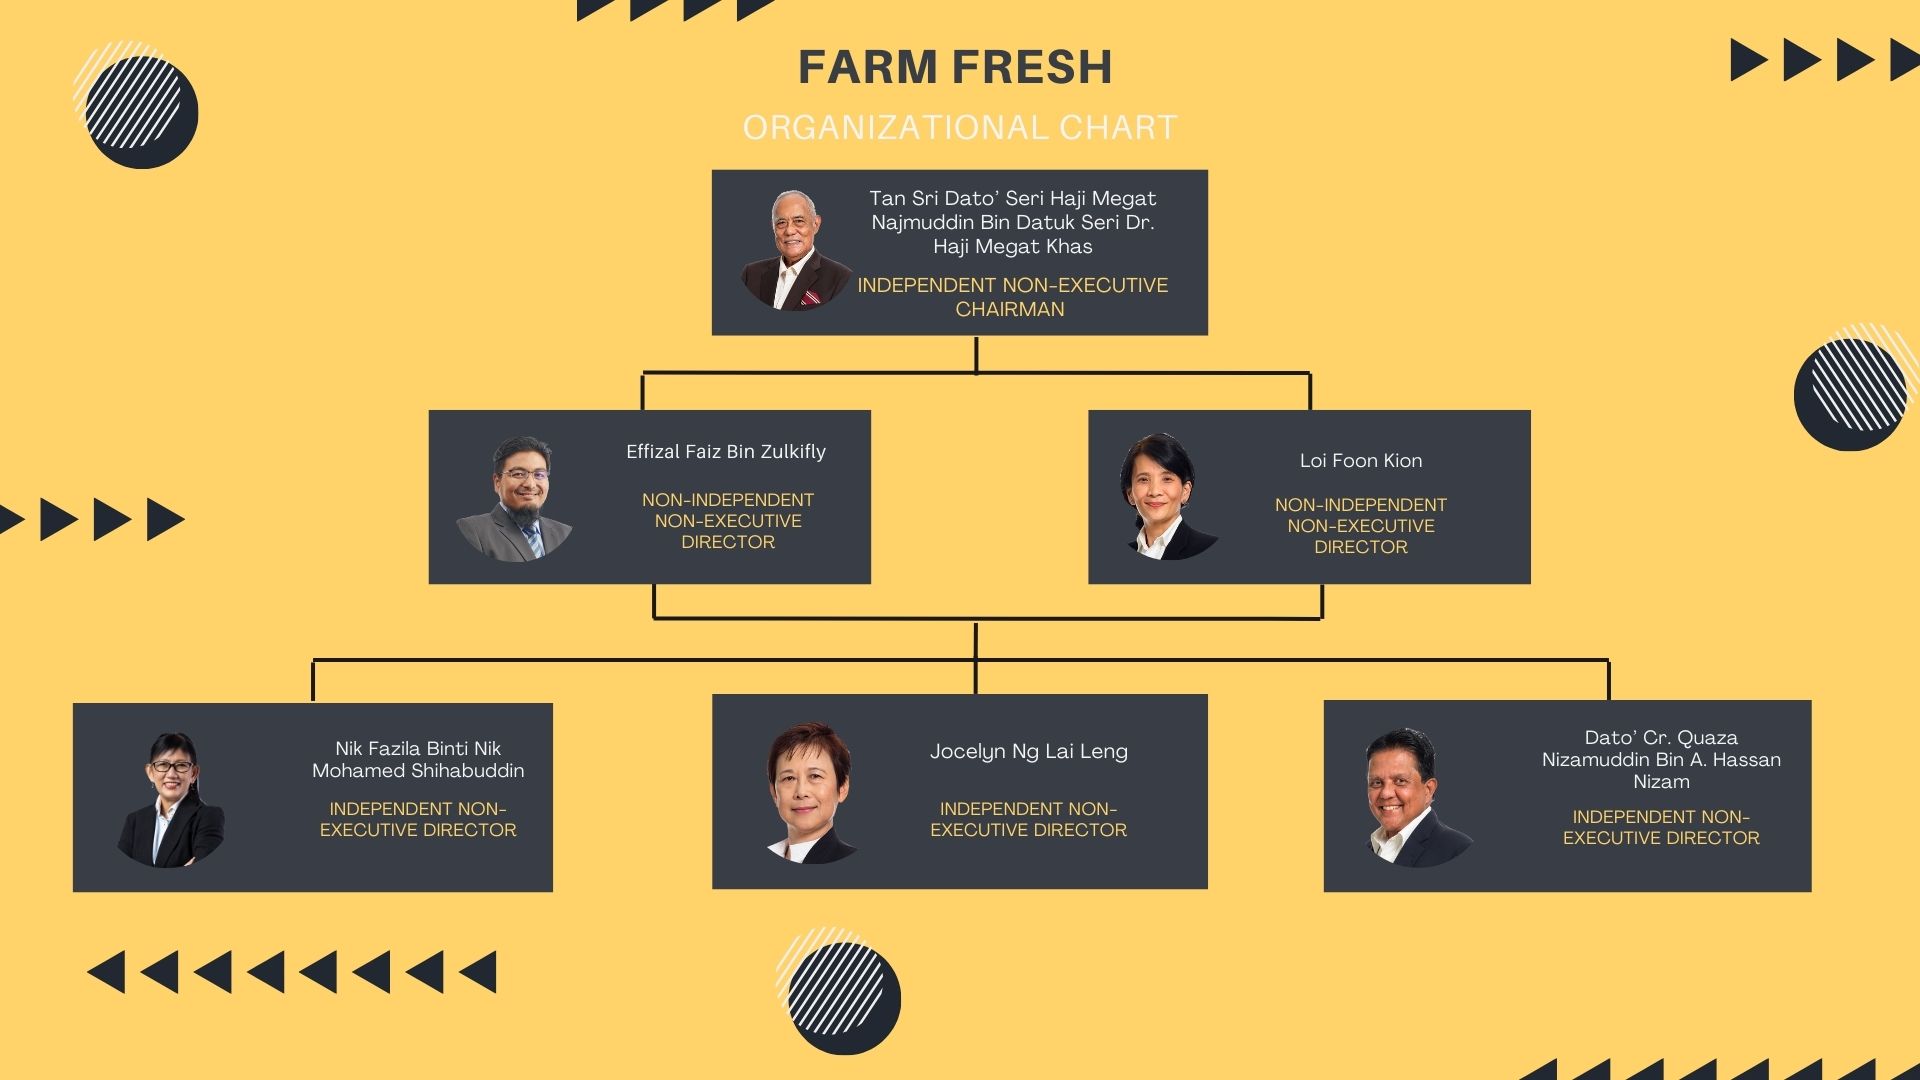 FARM FRESH
ORGANIZATIONAL CHART
Tan Sri Dato’ Seri Haji Megat
Najmuddin Bin Datuk Seri Dr.
Haji Megat Khas
INDEPENDENT NON-EXECUTIVE
CHAIRMAN
Effizal Faiz Bin Zulkifly
NON-INDEPENDENT
NON-EXECUTIVE
DIRECTOR
Loi Foon Kion
NON-INDEPENDENT
NON-EXECUTIVE
DIRECTOR
Nik Fazila Binti Nik
Mohamed Shihabuddin
INDEPENDENT NON-
EXECUTIVE DIRECTOR
Jocelyn Ng Lai Leng
INDEPENDENT NON-
EXECUTIVE DIRECTOR
Dato’ Cr. Quaza
Nizamuddin Bin A. Hassan
Nizam
INDEPENDENT NON-
EXECUTIVE DIRECTOR